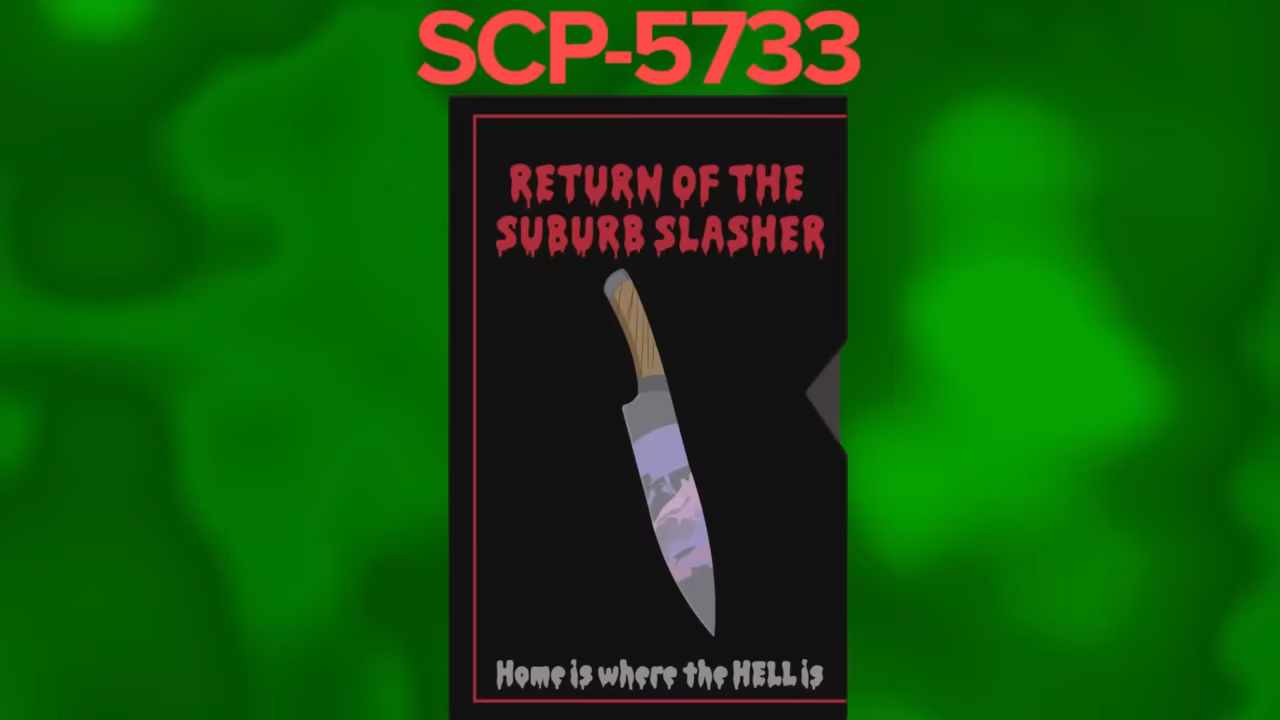 SCP-5733
RETURN OF THE
SUBURB SLASHER
Home is where the HELL is